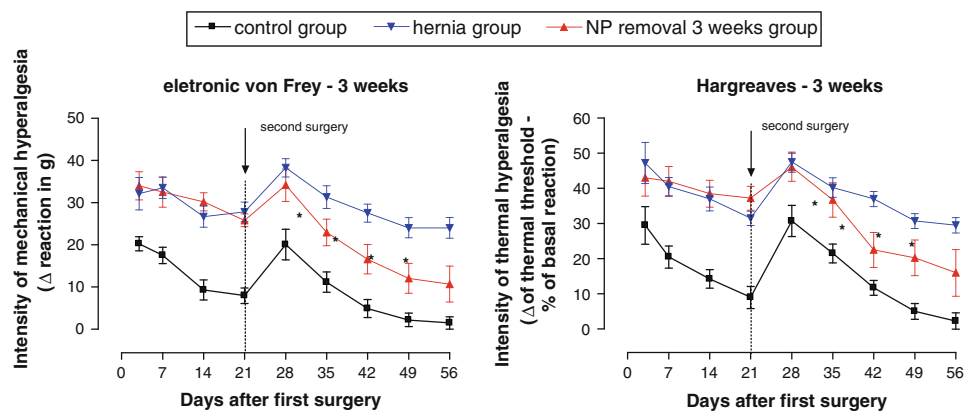 control group hernia group NP removal 3 weeks group
eletronic von Frey - 3 weeks
second surgery
Intensity of mechanical hyperalgesia
(Δ reaction in g)
50
40
30
20
10
0
* * * *
0 7 14 21 28 35 42 49 56
Days after first surgery
Hargreaves - 3 weeks
second surgery
Intensity of thermal hyperalgesia
(Δof thermal threshold -
% of basal reaction)
60
50
40
30
20
10
0
* * * *
0 7 14 21 28 35 42 49 56
Days after first surgery